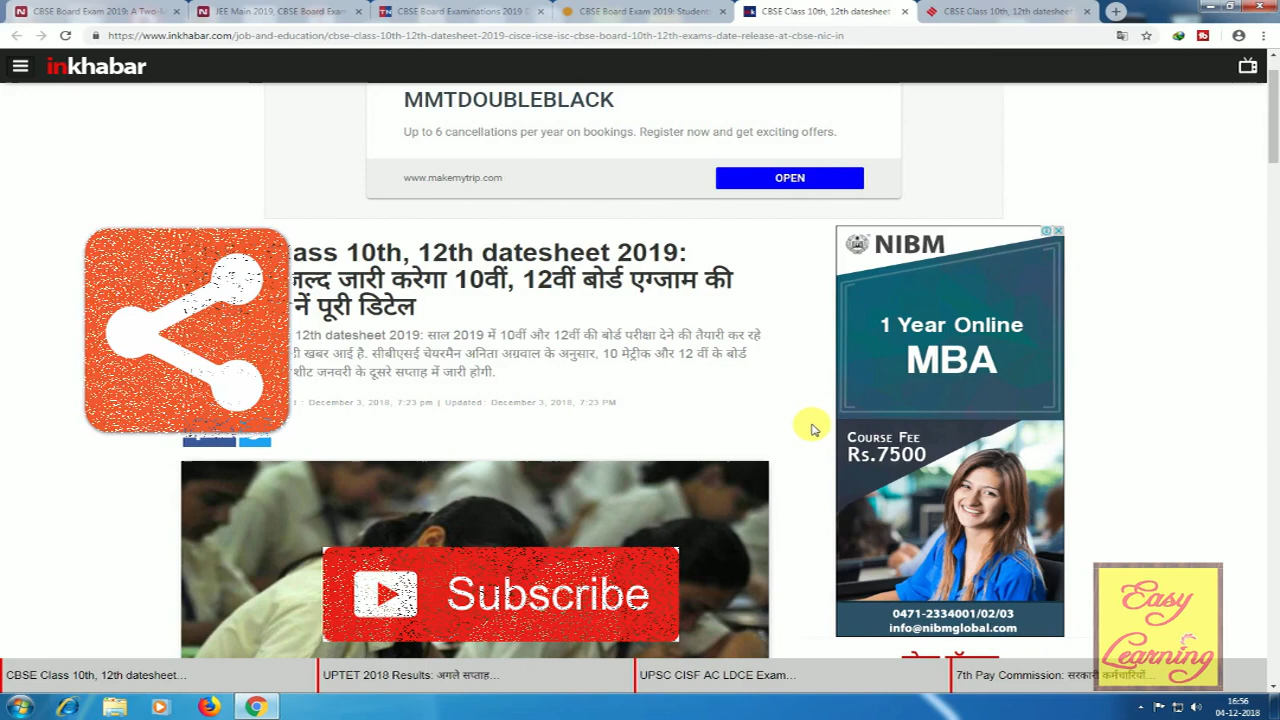 CBSE Board Exam 2019: A Two-M
JEE Main 2019, CBSE Board Exam
CBSE Board Examinations 2019 D
CBSE Board Exam 2019: Students
CBSE Class 10th, 12th datesheet
CBSE Class 10th, 12th datesheet
https://www.inkhabar.com/job-and-education/cbse-class-10th-12th-datesheet-2019-cisce-icse-isc-cbse-board-10th-12th-exams-date-release-at-cbse-nic-in
inkhabar
MMTDOUBLEBLACK
Up to 6 cancellations per year on bookings. Register now and get exciting offers.
www.makemytrip.com
OPEN
ass 10th, 12th datesheet 2019:
जल्द जारी करेगा 10वीं, 12वीं बोर्ड एग्जाम की
नें पूरी डिटेल
12th datesheet 2019: साल 2019 में 10वीं और 12वीं की बोर्ड परीक्षा देने की तैयारी कर रहे
ी खबर आई है. सीबीएसई चेयरमैन अनिता अग्रवाल के अनुसार, 10 मेट्रीक और 12 वीं के बोर्ड
शीट जनवरी के दूसरे सप्ताह में जारी होगी.
: December 3, 2018, 7:23 pm | Updated : December 3, 2018, 7:23 PM
NIBM
1 Year Online
MBA
Course Fee
Rs.7500
0471-2334001/02/03
info@nibmglobal.com
Subscribe
Easy
Learning
CBSE Class 10th, 12th datesheet...
UPTET 2018 Results: अगले सप्ताह...
UPSC CISF AC LDCE Exam...
7th Pay Commission: सरकारी कर्मचारियों...
16:56
04-12-2018